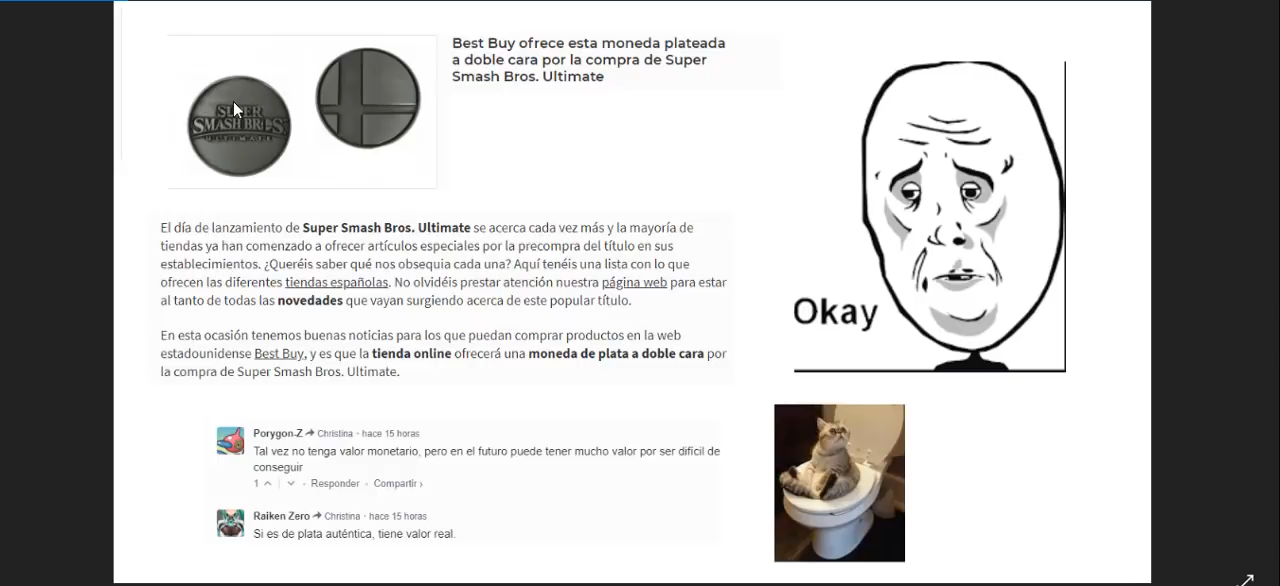 Best Buy ofrece esta moneda plateada
a doble cara por la compra de Super
Smash Bros. Ultimate
SUPER
SMASH BROS.
ULTIMATE
El día de lanzamiento de Super Smash Bros. Ultimate se acerca cada vez más y la mayoría de
tiendas ya han comenzado a ofrecer artículos especiales por la precompra del título en sus
establecimientos. ¿Queréis saber qué nos obsequia cada una? Aquí tenéis una lista con lo que
ofrecen las diferentes tiendas españolas. No olvidéis prestar atención nuestra página web para estar
al tanto de todas las novedades que vayan surgiendo acerca de este popular título.
En esta ocasión tenemos buenas noticias para los que puedan comprar productos en la web
estadounidense Best Buy, y es que la tienda online ofrecerá una moneda de plata a doble cara por
la compra de Super Smash Bros. Ultimate.
Okay
Porygon-Z → Christina • hace 15 horas
Tal vez no tenga valor monetario, pero en el futuro puede tener mucho valor por ser difícil de
conseguir
1 ∧ | ∨ • Responder • Compartir ›
Raiken Zero → Christina • hace 15 horas
Si es de plata auténtica, tiene valor real.